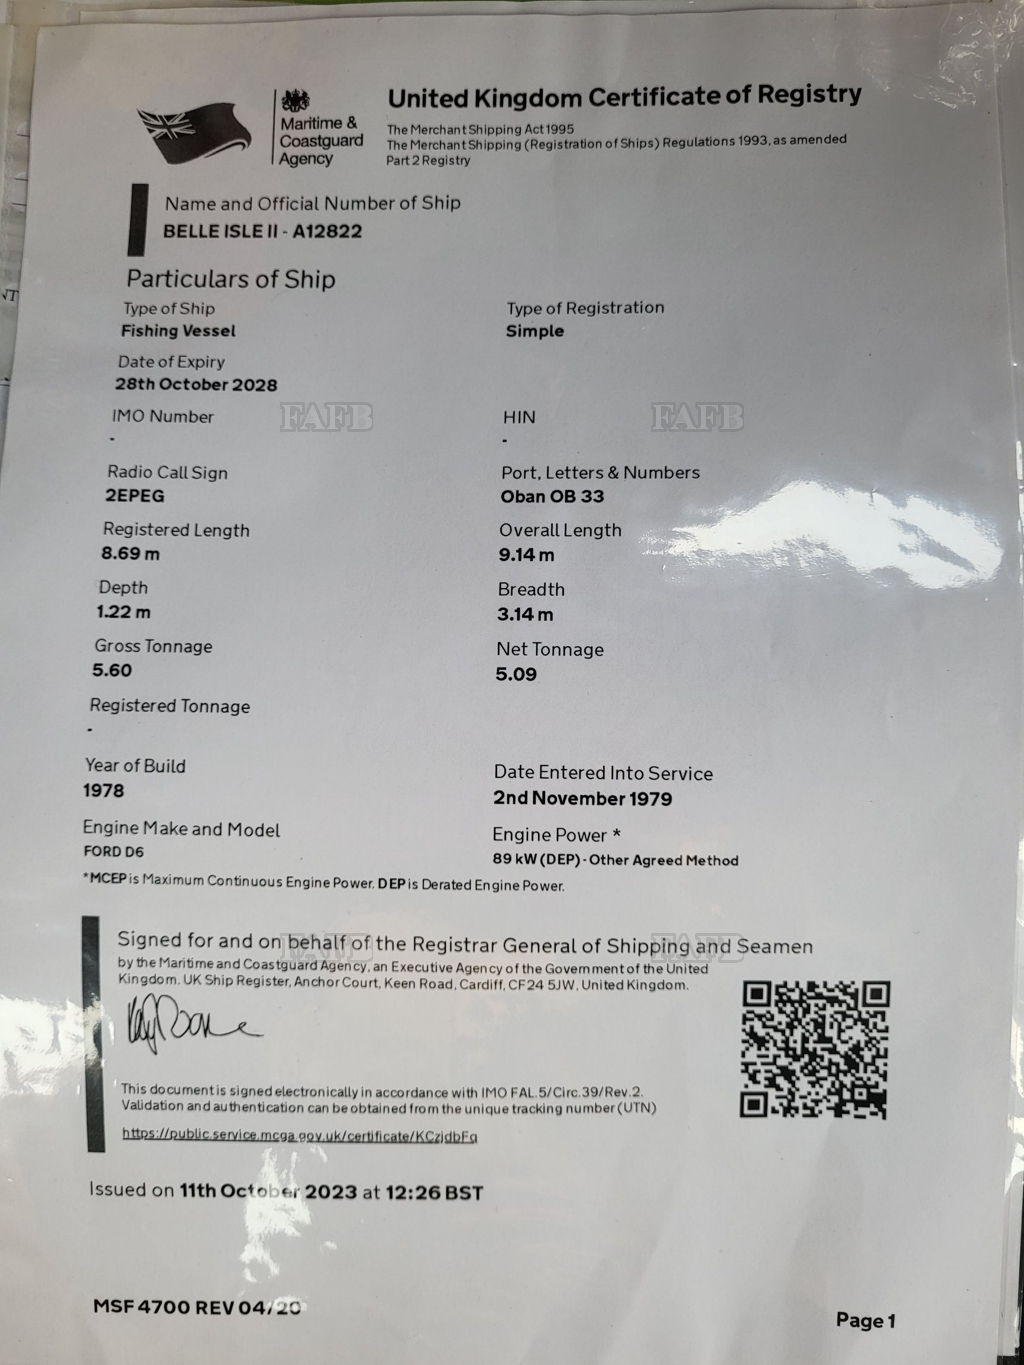 United Kingdom Certificate of Registry
Maritime &
Coastguard
Agency
The Merchant Shipping Act 1995
The Merchant Shipping (Registration of Ships) Regulations 1993, as amended
Part 2 Registry
Name and Official Number of Ship
BELLE ISLE II - A12822
Particulars of Ship
Type of Ship
Fishing Vessel
Type of Registration
Simple
Date of Expiry
28th October 2028
IMO Number
-
FAFB
HIN
-
FAFB
Radio Call Sign
2EPEG
Port, Letters & Numbers
Oban OB 33
Registered Length
8.69 m
Overall Length
9.14 m
Depth
1.22 m
Breadth
3.14 m
Gross Tonnage
5.60
Net Tonnage
5.09
Registered Tonnage
-
Year of Build
1978
Date Entered Into Service
2nd November 1979
Engine Make and Model
FORD D6
Engine Power *
89 kW (DEP) - Other Agreed Method
*MCEP is Maximum Continuous Engine Power. DEP is Derated Engine Power.
Signed for and on behalf of the Registrar General of Shipping and Seamen
FAFB
FAFB
by the Maritime and Coastguard Agency, an Executive Agency of the Government of the United
Kingdom. UK Ship Register, Anchor Court, Keen Road, Cardiff, CF24 5JW, United Kingdom.
This document is signed electronically in accordance with IMO FAL.5/Circ.39/Rev.2.
Validation and authentication can be obtained from the unique tracking number (UTN)
https://public.service.mcga.gov.uk/certificate/KCzjdbFq
Issued on 11th October 2023 at 12:26 BST
MSF 4700 REV 04/20
Page 1